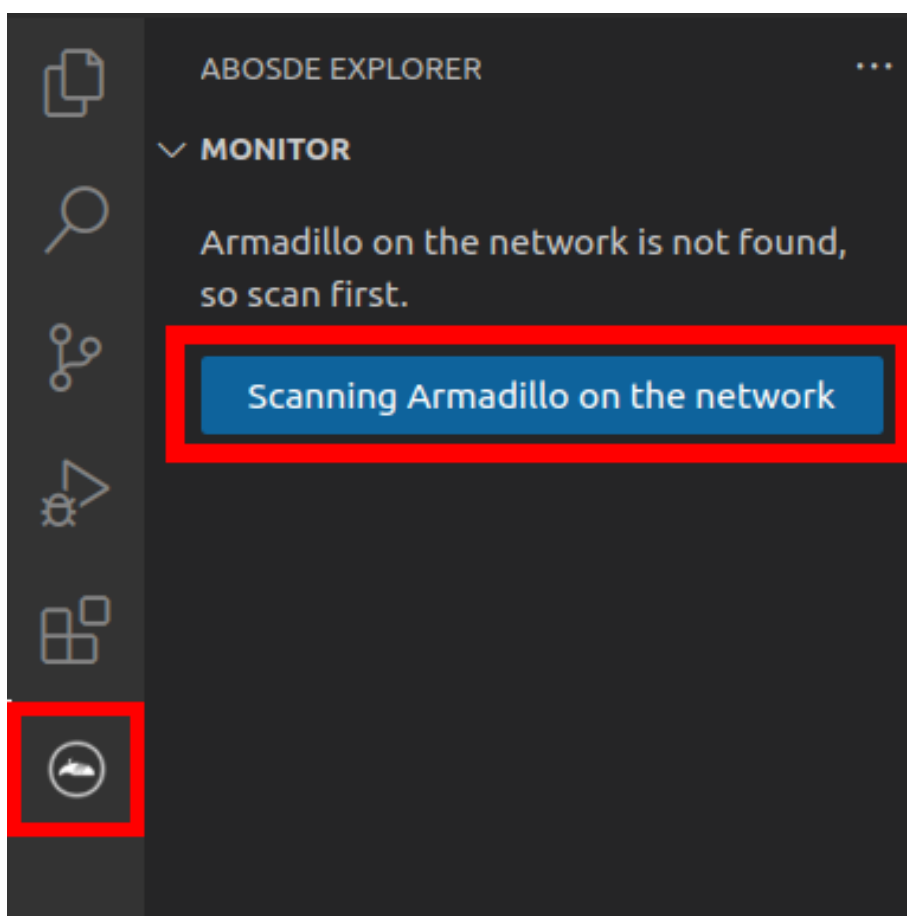 ABOSDE EXPLORER ···
MONITOR
Armadillo on the network is not found,
so scan first.
Scanning Armadillo on the network